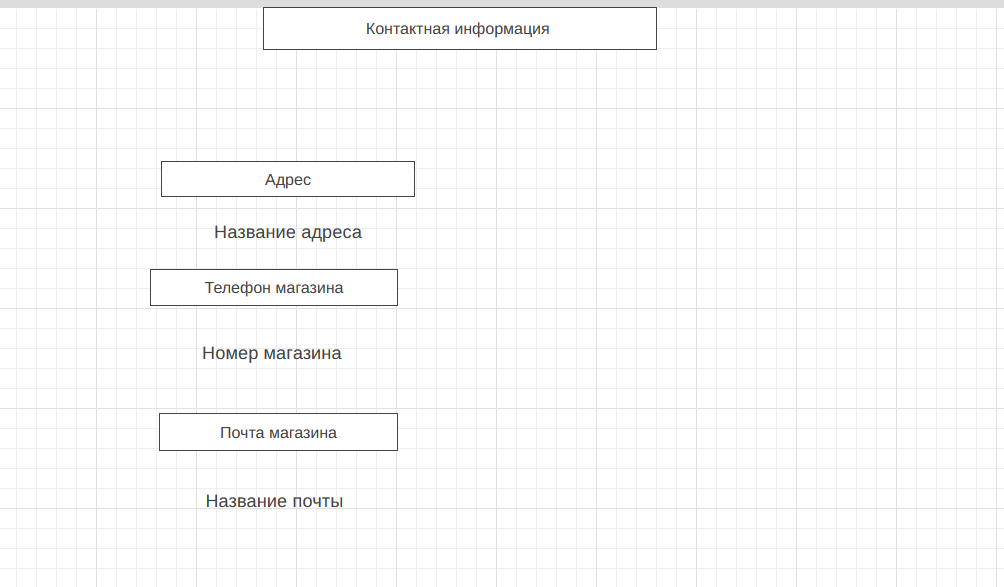 Контактная информация
Адрес
Название адреса
Телефон магазина
Номер магазина
Почта магазина
Название почты